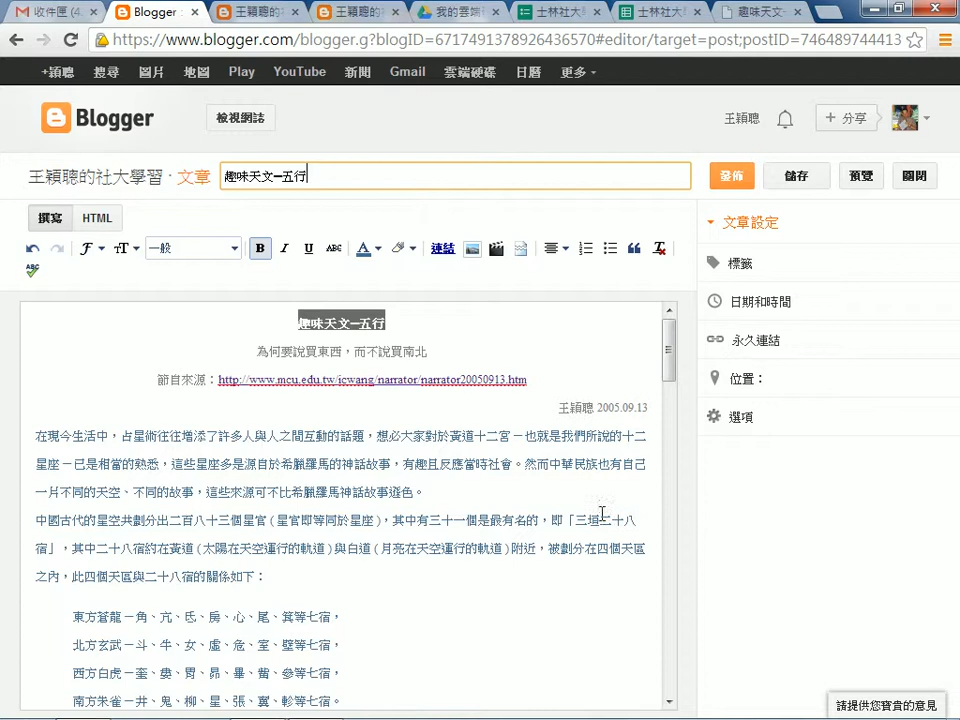 收件匣 (4.
Blogger
王穎聰的
王穎聰的
我的雲端
士林社大
士林社大
趣味天文
https://www.blogger.com/blogger.g?blogID=6717491378926436570#editor/target=post;postID=746489744413
+穎聰 搜尋 圖片 地圖 Play YouTube 新聞 Gmail 雲端硬碟 日曆 更多
Blogger 檢視網誌 王穎聰 + 分享
王穎聰的社大學習 · 文章 趣味天文─五行 發佈 儲存 預覽 關閉
撰寫 HTML 文章設定
一般 B I U ABC A 連結
ABC
標籤
日期和時間
永久連結
位置：
選項
趣味天文─五行
為何要說買東西，而不說買南北
節目來源：http://www.mcu.edu.tw/icwang/narrator/narrator20050913.htm
王穎聰 2005.09.13
在現今生活中，占星術往往增添了許多人與人之間互動的話題，想必大家對於黃道十二宮－也就是我們所說的十二
星座－已是相當的熟悉，這些星座多是源自於希臘羅馬的神話故事，有趣且反應當時社會。然而中華民族也有自己
一片不同的天空、不同的故事，這些來源可不比希臘羅馬神話故事遜色。
中國古代的星空共劃分出二百八十三個星官 ( 星官即等同於星座 )，其中有三十一個是最有名的，即「三垣二十八
宿」，其中二十八宿約在黃道 ( 太陽在天空運行的軌道 ) 與白道 ( 月亮在天空運行的軌道 ) 附近，被劃分在四個天區
之內，此四個天區與二十八宿的關係如下：
東方蒼龍－角、亢、氐、房、心、尾、箕等七宿，
北方玄武－斗、牛、女、虛、危、室、壁等七宿，
西方白虎－奎、婁、胃、昴、畢、觜、參等七宿，
南方朱雀－井、鬼、柳、星、張、翼、軫等七宿。
請提供您寶貴的意見